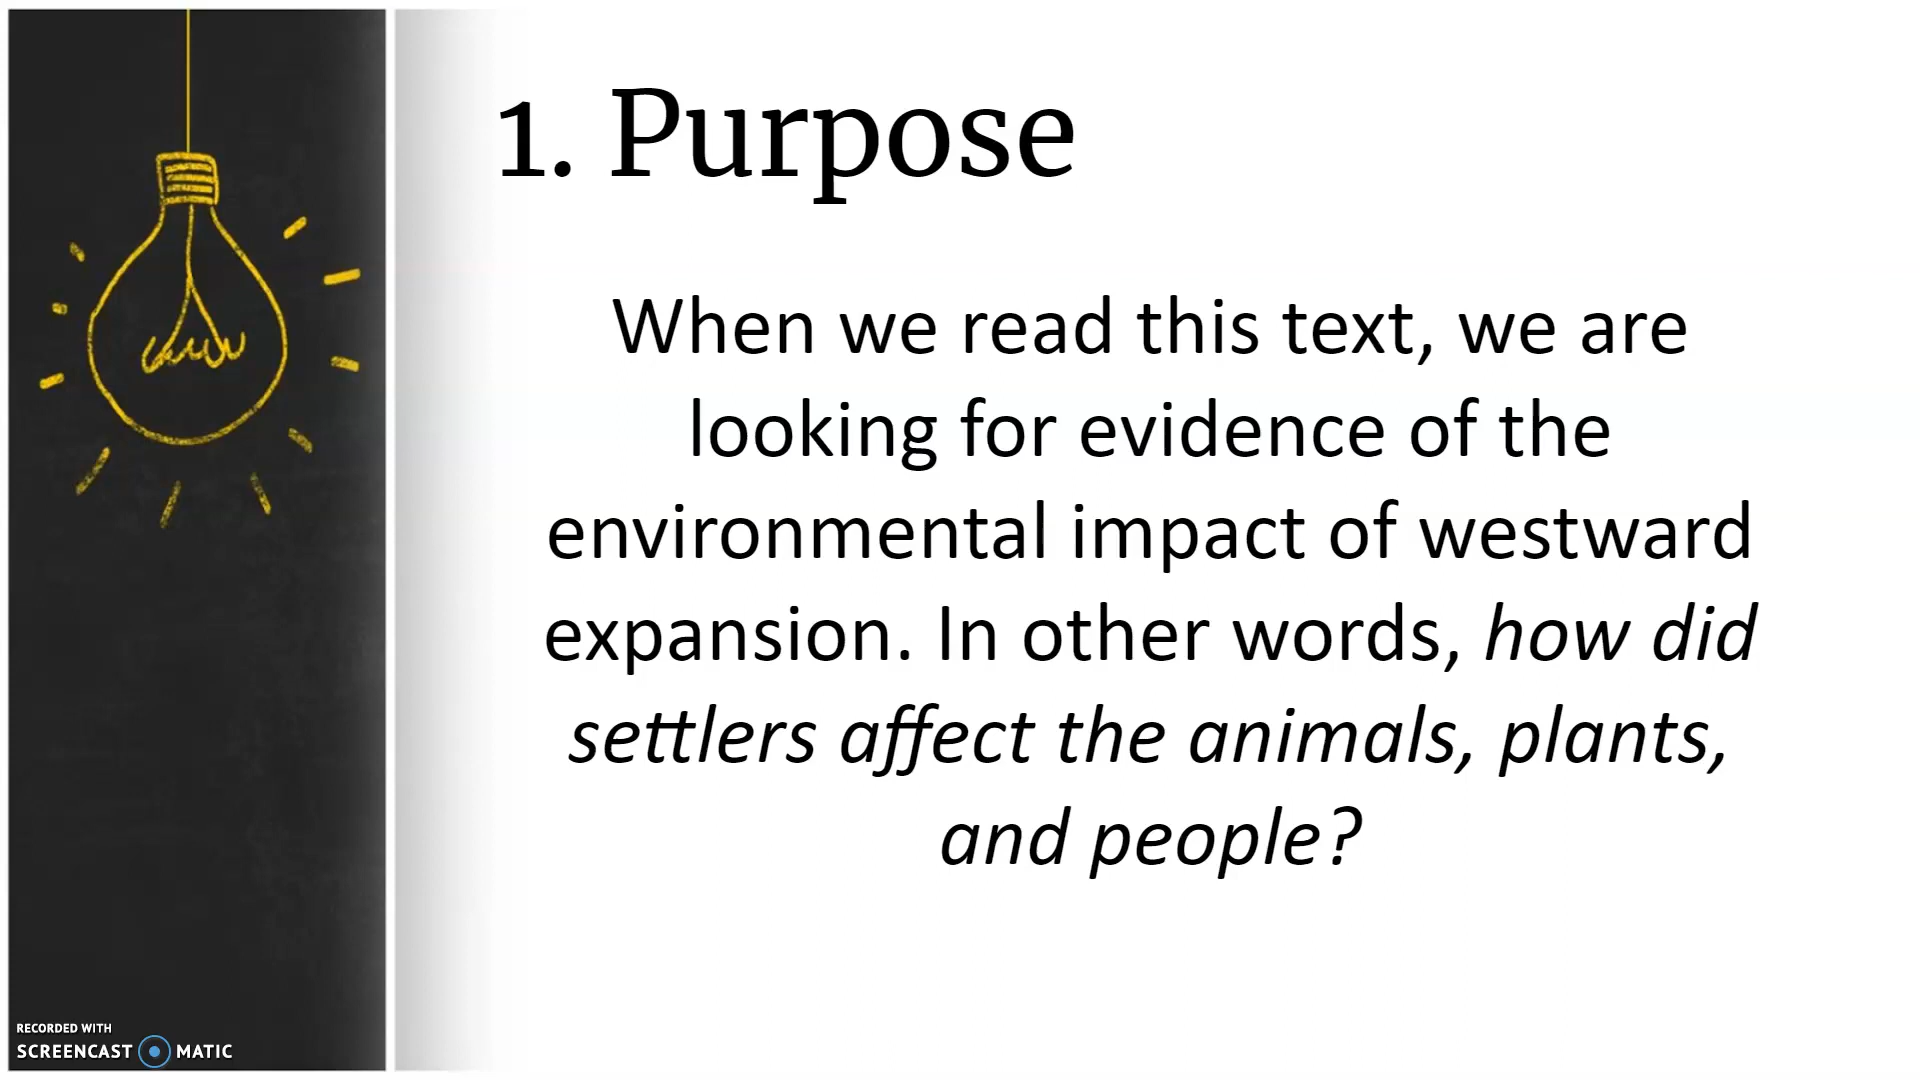 1. Purpose
When we read this text, we are
looking for evidence of the
environmental impact of westward
expansion. In other words, how did
settlers affect the animals, plants,
and people?
RECORDED WITH
SCREENCAST MATIC